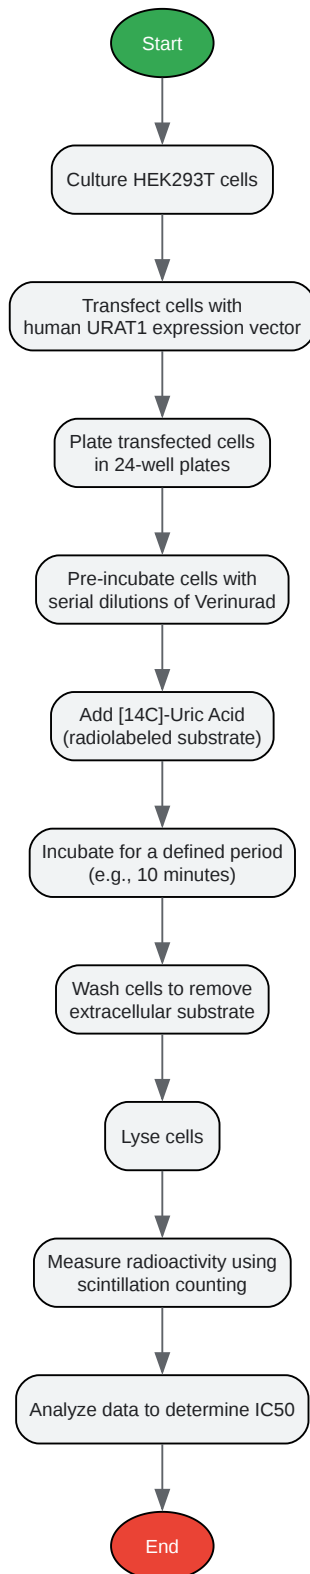 Start
Culture HEK293T cells
Transfect cells with
human URAT1 expression vector
Plate transfected cells
in 24-well plates
Pre-incubate cells with
serial dilutions of Verinurad
Add [14C]-Uric Acid
(radiolabeled substrate)
Incubate for a defined period
(e.g., 10 minutes)
Wash cells to remove
extracellular substrate
Lyse cells
Measure radioactivity using
scintillation counting
Analyze data to determine IC50
End